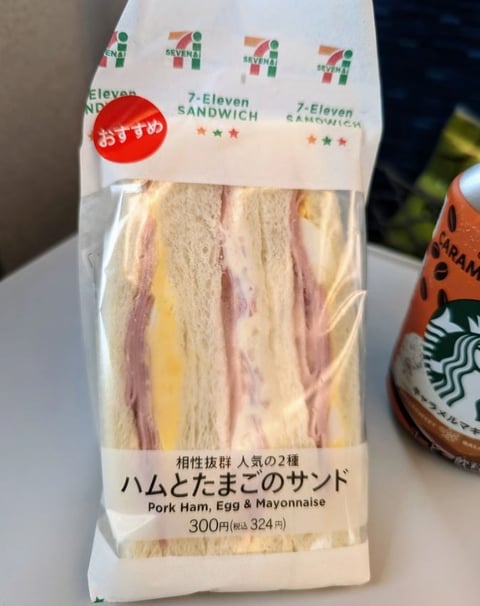 SEVEN&i
SEVEN&i
7-Eleven
SANDWICH
7-Eleven
SANDWICH
おすすめ
相性抜群 人気の2種
ハムとたまごのサンド
Pork Ham, Egg & Mayonnaise
300円(税込 324円)
CARAM
キャラメルマキ